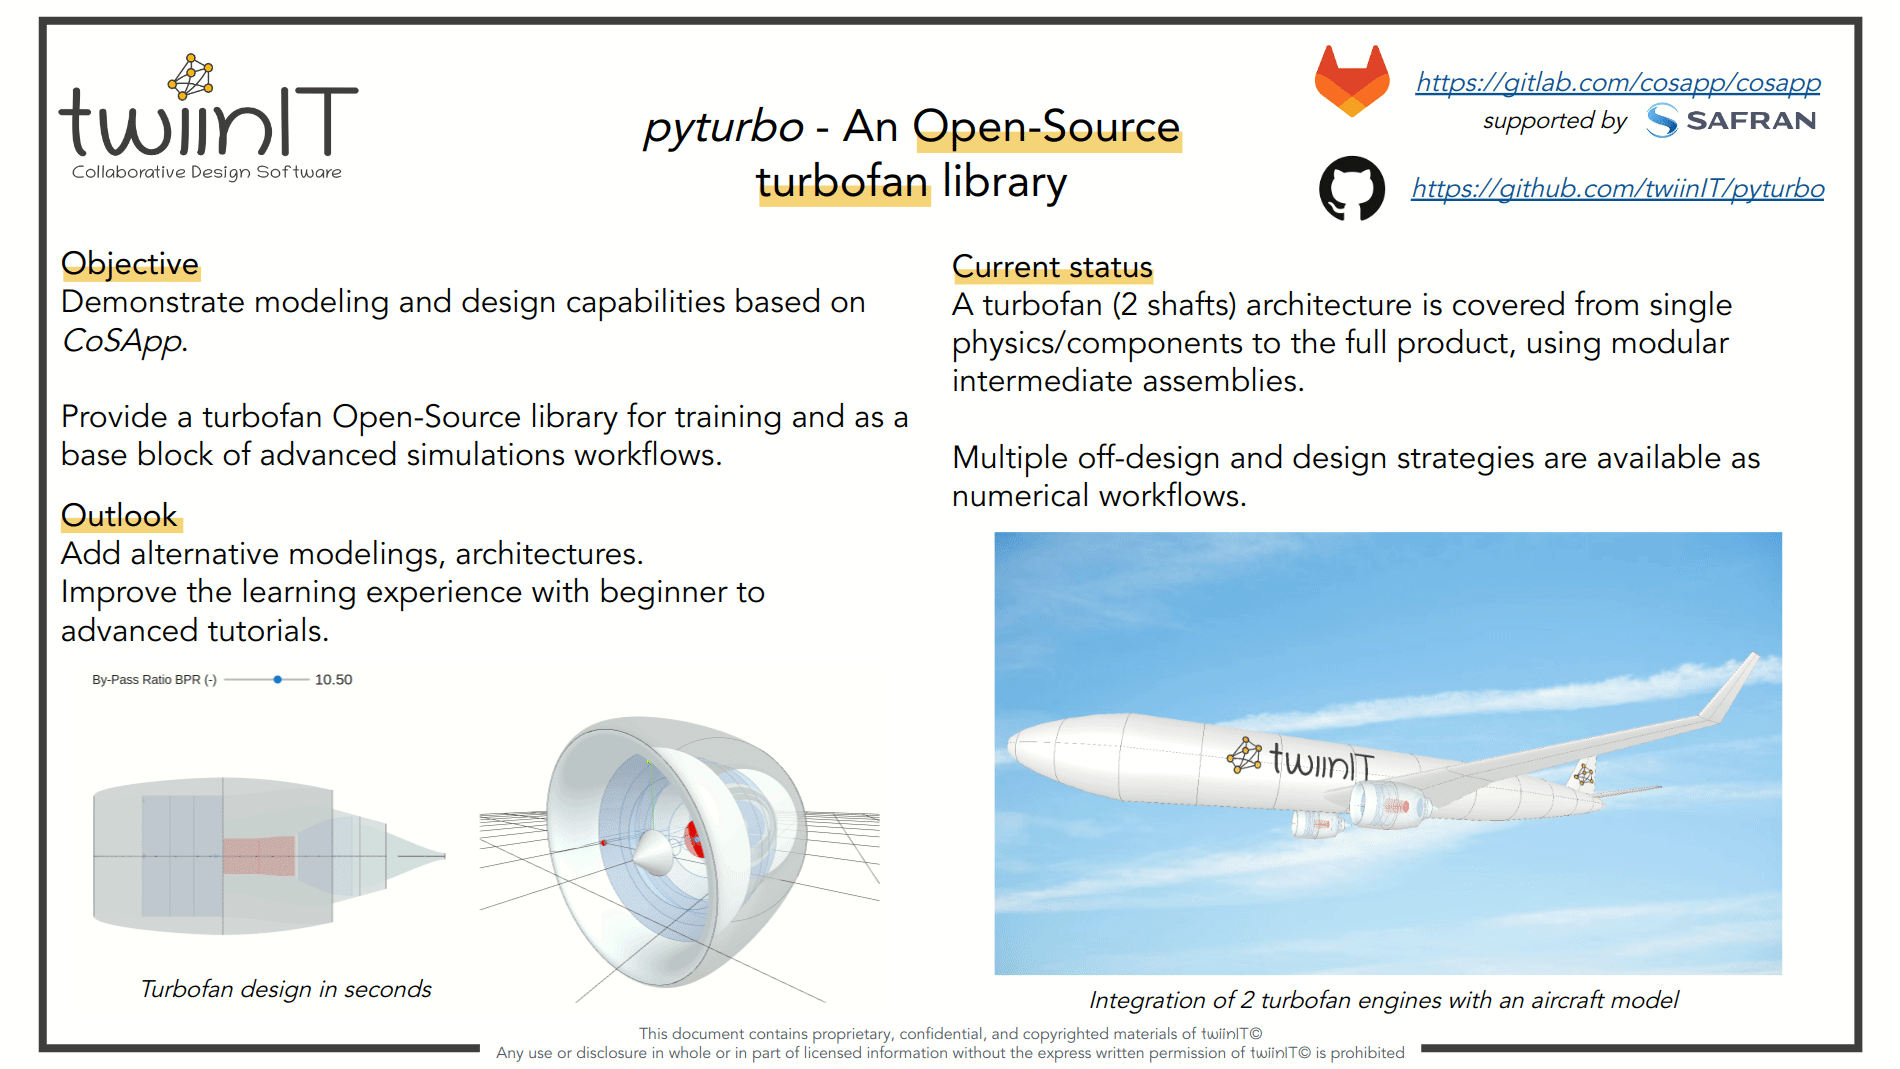 twiinIT
Collaborative Design Software
pyturbo - An Open-Source
turbofan library
https://gitlab.com/cosapp/cosapp
supported by SAFRAN
https://github.com/twiinIT/pyturbo
Objective
Demonstrate modeling and design capabilities based on
CoSApp.
Provide a turbofan Open-Source library for training and as a
base block of advanced simulations workflows.
Outlook
Add alternative modelings, architectures.
Improve the learning experience with beginner to
advanced tutorials.
By-Pass Ratio BPR (-) 10.50
Turbofan design in seconds
Current status
A turbofan (2 shafts) architecture is covered from single
physics/components to the full product, using modular
intermediate assemblies.
Multiple off-design and design strategies are available as
numerical workflows.
twiinIT
Integration of 2 turbofan engines with an aircraft model
This document contains proprietary, confidential, and copyrighted materials of twiinIT©
Any use or disclosure in whole or in part of licensed information without the express written permission of twiinIT© is prohibited